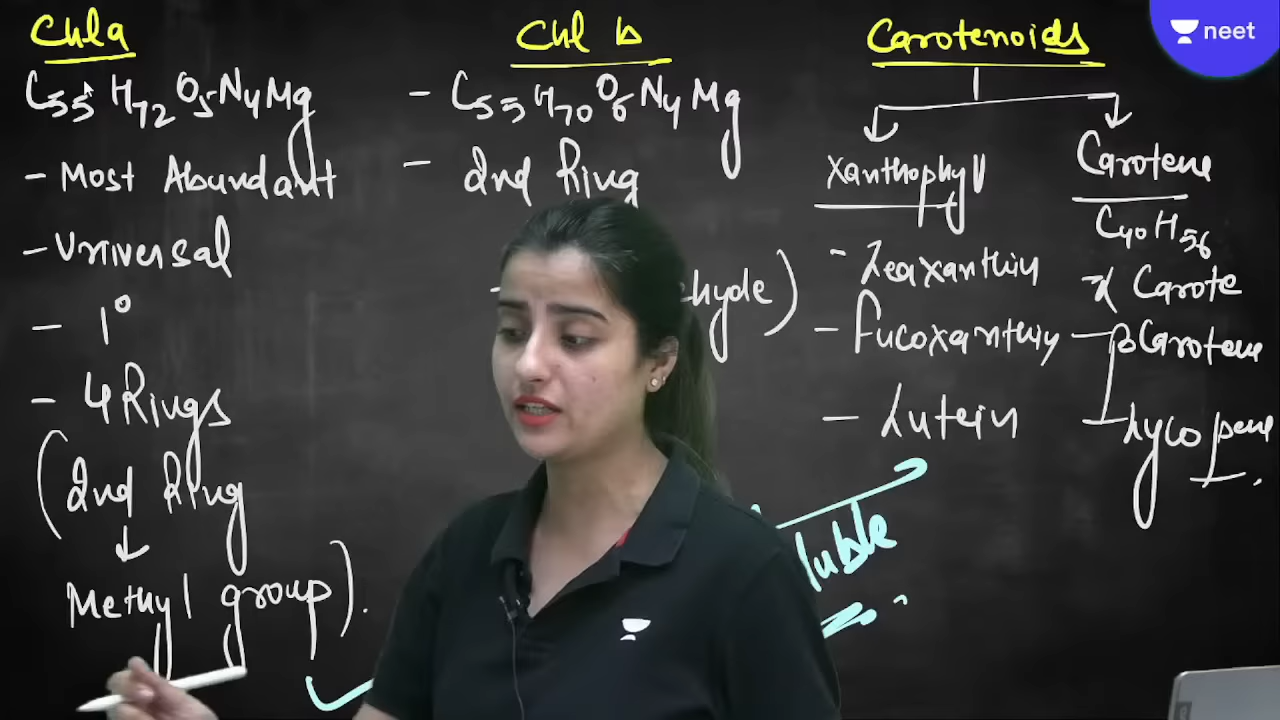 Chl a
C55 H72 O5 N4 Mg
- Most Abundant
- Universal
- 1°
- 4 Rings
(2nd Ring
↓
Methyl group).
Chl b
- C55 H70 O6 N4 Mg
- 2nd Ring
hyde)
Carotenoids
Xanthophyll
- Zeaxanthin
- Fucoxanthin
- Lutein
Carotene
C40 H56
α Carote
β Carotene
Lycopene
luble
neet